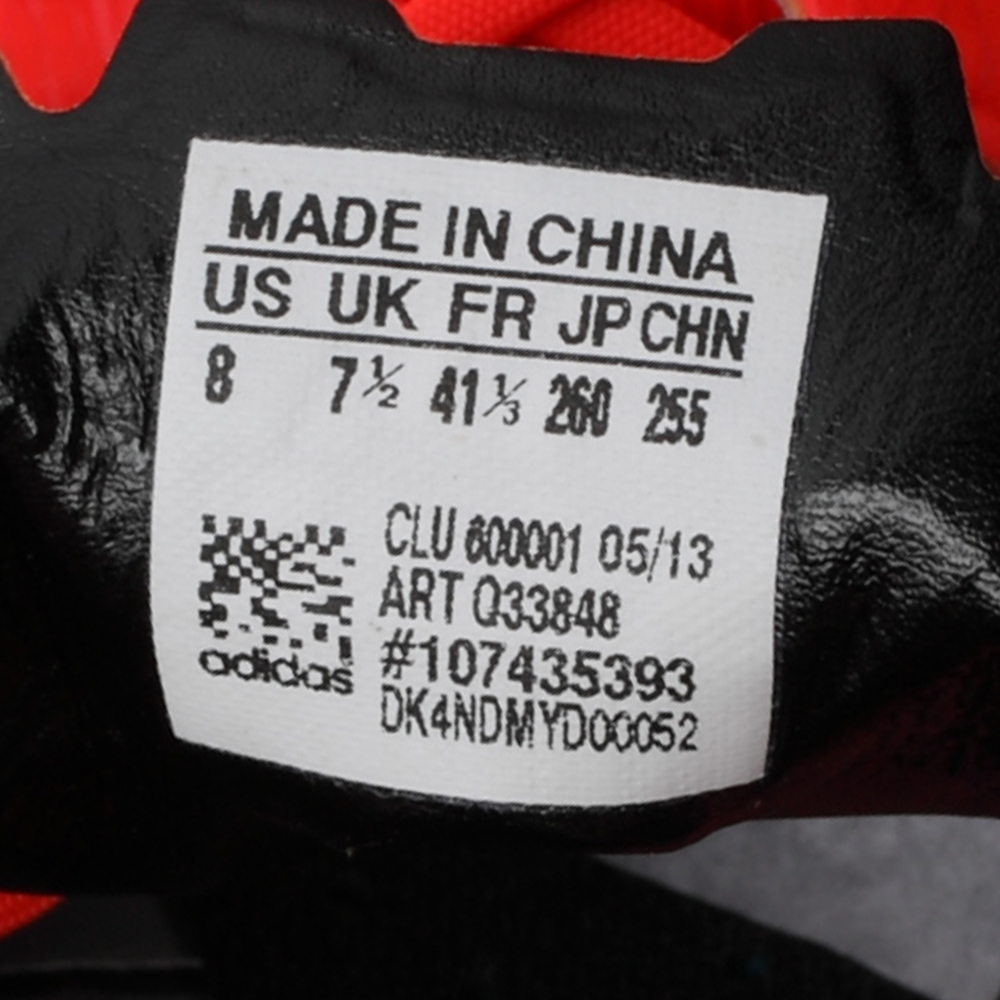 MADE IN CHINA
US UK FR JP CHN
8 7½ 41⅓ 260 255
CLU 600001 05/13
ART Q33848
#107435393
DK4NDMYD00052
adidas